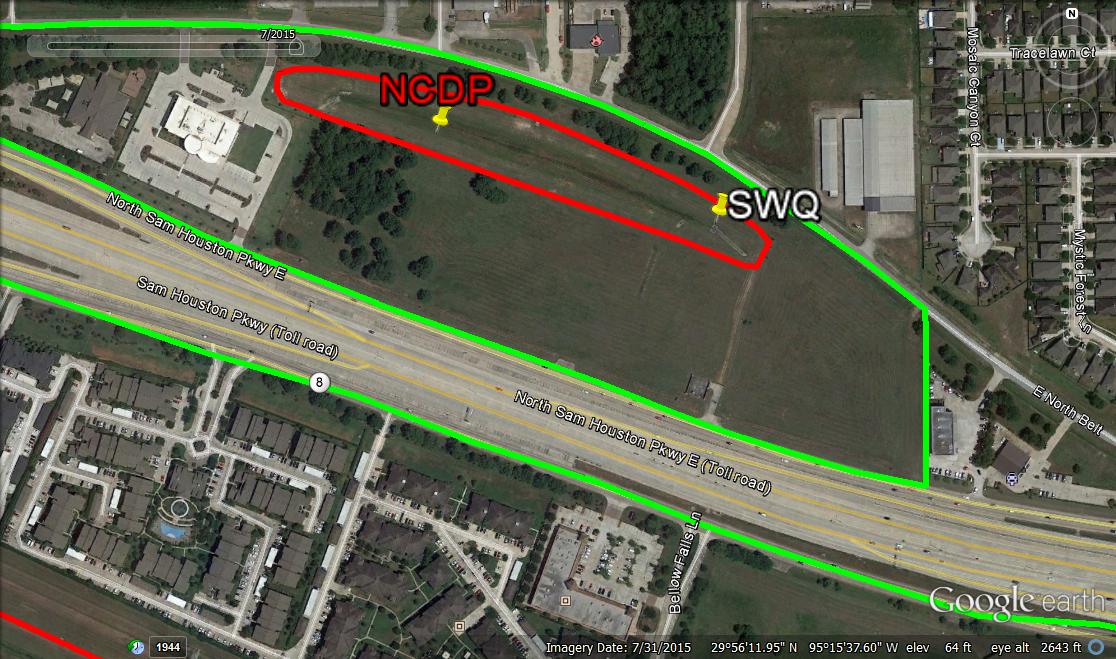 7/2015
N
Tracelawn Ct
Mosaic Canyon Ct
NCDP
SWQ
North Sam Houston Pkwy E
Mystic Forest Ln
Sam Houston Pkwy (Toll road)
8
North Sam Houston Pkwy E (Toll road)
E North Belt
Bellow Falls Ln
Google earth
1944
Imagery Date: 7/31/2015 29°56'11.95" N 95°15'37.60" W elev 64 ft eye alt 2643 ft